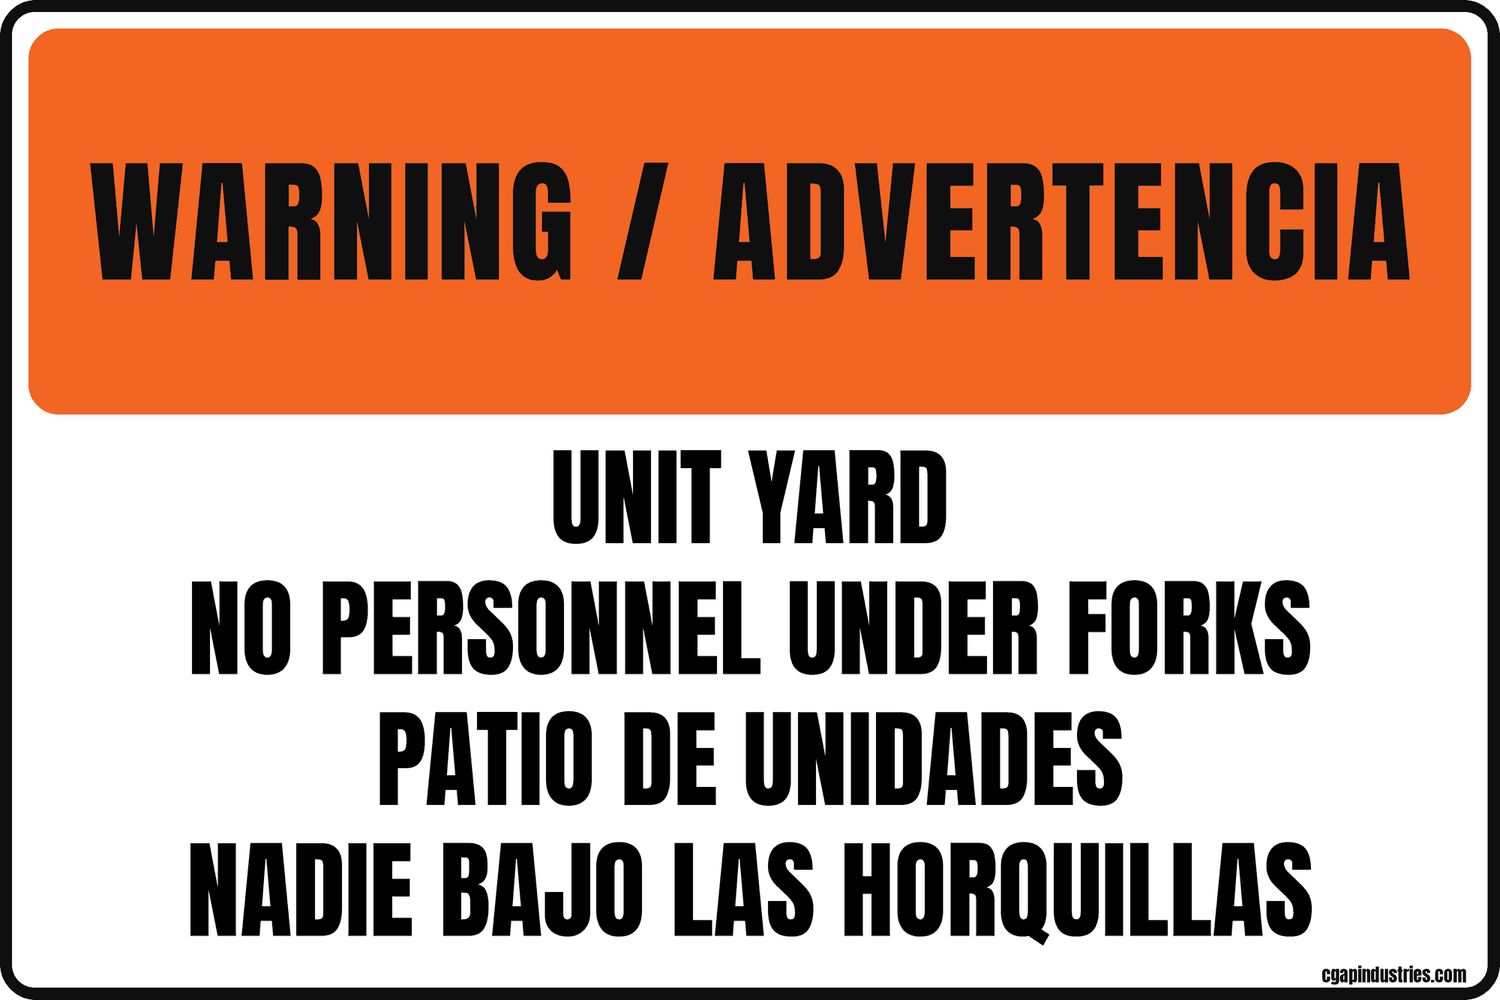 WARNING / ADVERTENCIA
UNIT YARD
NO PERSONNEL UNDER FORKS
PATIO DE UNIDADES
NADIE BAJO LAS HORQUILLAS
cgapindustries.com